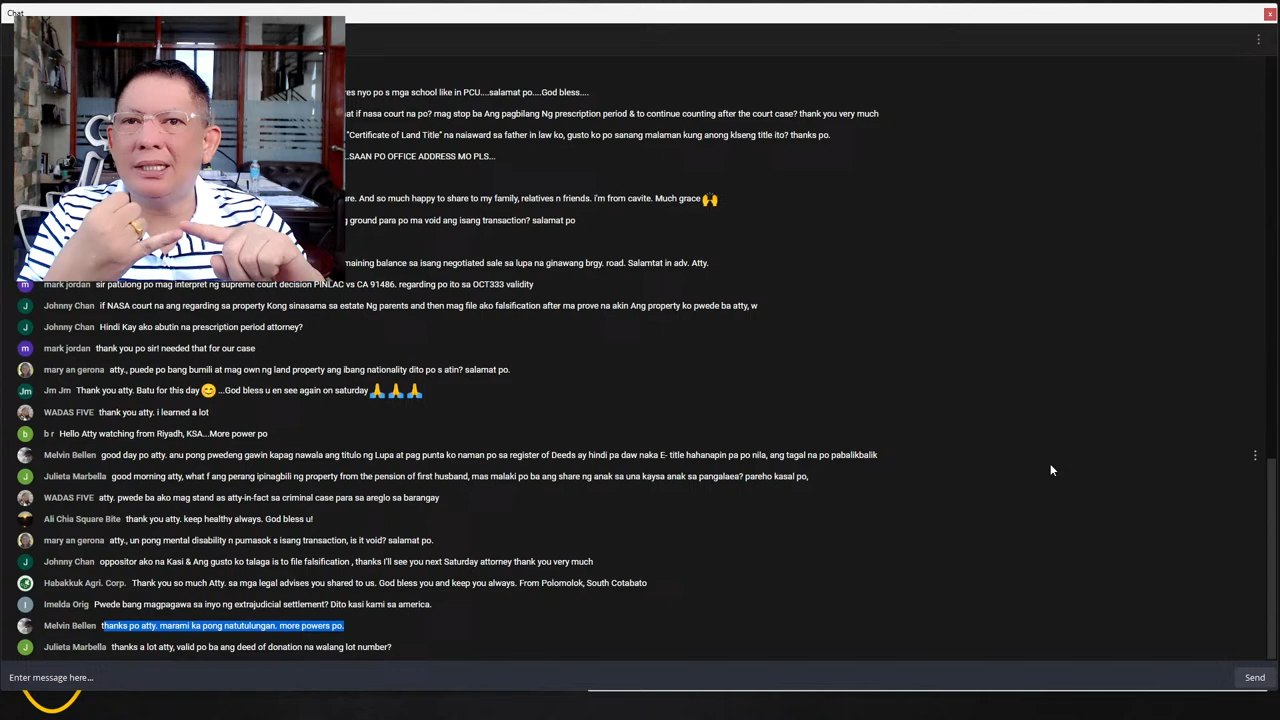 Chat
res nyo po s mga school like in PCU....salamat po....God bless....
at if nasa court na po? mag stop ba Ang pagbilang Ng prescription period & to continue counting after the court case? thank you very much
"Certificate of Land Title" na naiaward sa father in law ko, gusto ko po sanang malaman kung anong klseng title ito? thanks po.
..SAAN PO OFFICE ADDRESS MO PLS...
ure. And so much happy to share to my family, relatives n friends. i'm from cavite. Much grace 🙌
g ground para po ma void ang isang transaction? salamat po
maining balance sa isang negotiated sale sa lupa na ginawang brgy. road. Salamtat in adv. Atty.
m mark jordan sir patulong po mag interpret ng supreme court decision PINLAC vs CA 91486. regarding po ito sa OCT333 validity
J Johnny Chan if NASA court na ang regarding sa property Kong sinasama sa estate Ng parents and then mag file ako falsification after ma prove na akin Ang property ko pwede ba atty, w
J Johnny Chan Hindi Kay ako abutin na prescription period attorney?
m mark jordan thank you po sir! needed that for our case
mary an gerona atty., puede po bang bumili at mag own ng land property ang ibang nationality dito po s atin? salamat po.
Jm Jm Jm Thank you atty. Batu for this day 😊 ...God bless u en see again on saturday 🙏 🙏 🙏
WADAS FIVE thank you atty. i learned a lot
b b r Hello Atty watching from Riyadh, KSA...More power po
Melvin Bellen good day po atty. anu pong pwedeng gawin kapag nawala ang titulo ng Lupa at pag punta ko naman po sa register of Deeds ay hindi pa daw naka E- title hahanapin pa po nila, ang tagal na po pabalikbalik
J Julieta Marbella good morning atty, what f ang perang ipinagbili ng property from the pension of first husband, mas malaki po ba ang share ng anak sa una kaysa anak sa pangalaea? pareho kasal po,
WADAS FIVE atty. pwede ba ako mag stand as atty-in-fact sa criminal case para sa areglo sa barangay
Ali Chia Square Bite thank you atty. keep healthy always. God bless u!
mary an gerona atty., un pong mental disability n pumasok s isang transaction, is it void? salamat po.
J Johnny Chan oppositor ako na Kasi & Ang gusto ko talaga is to file falsification , thanks I'll see you next Saturday attorney thank you very much
Habakkuk Agri. Corp. Thank you so much Atty. sa mga legal advises you shared to us. God bless you and keep you always. From Polomolok, South Cotabato
I Imelda Orig Pwede bang magpagawa sa inyo ng extrajudicial settlement? Dito kasi kami sa america.
Melvin Bellen thanks po atty. marami ka pong natutulungan. more powers po.
J Julieta Marbella thanks a lot atty, valid po ba ang deed of donation na walang lot number?
Enter message here... Send